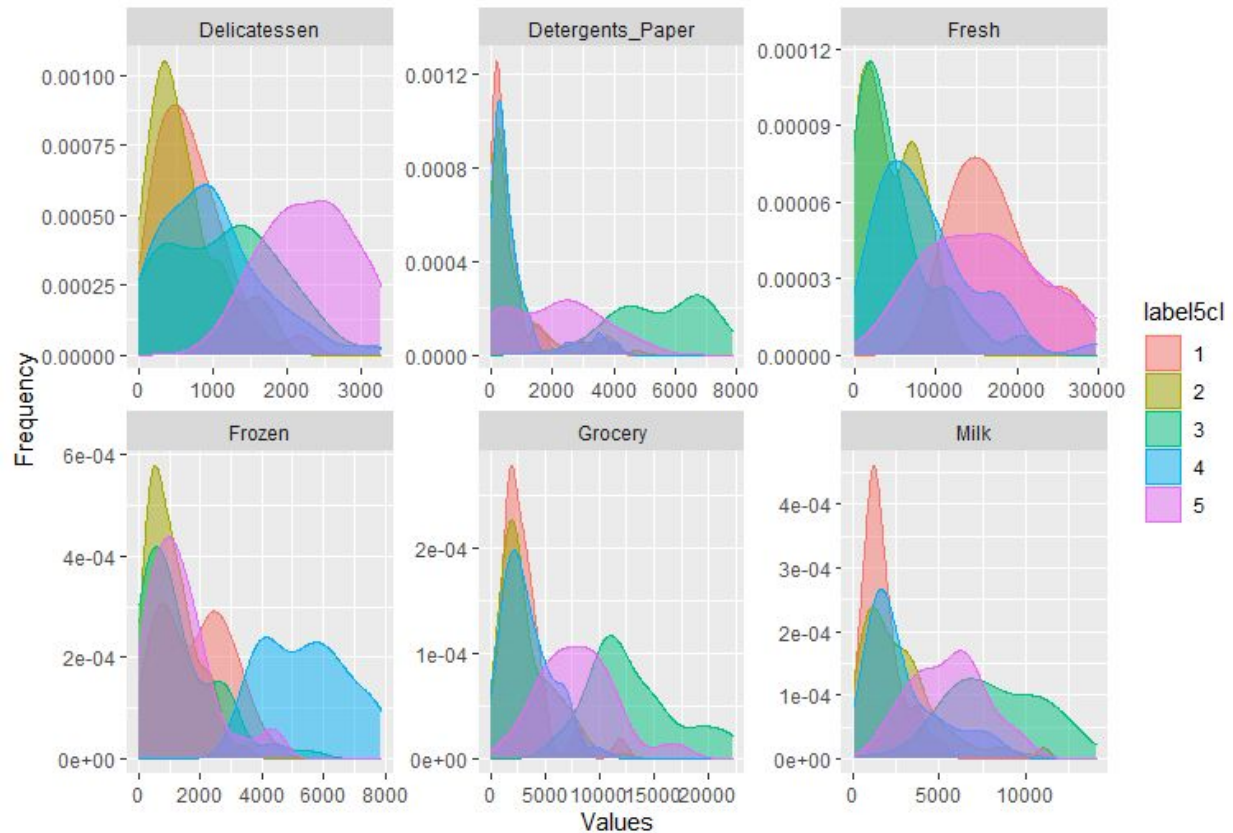 Delicatessen
Detergents_Paper
Fresh
0.00100
0.00075
0.00050
0.00025
0.00000
0 1000 2000 3000
0.0012
0.0008
0.0004
0.0000
0 2000 4000 6000 8000
0.00012
0.00009
0.00006
0.00003
0.00000
0 10000 20000 30000
Frequency
Frozen
Grocery
Milk
6e-04
4e-04
2e-04
0e+00
0 2000 4000 6000 8000
2e-04
1e-04
0e+00
0 5000 10000 15000 20000
4e-04
3e-04
2e-04
1e-04
0e+00
0 5000 10000
Values
label5cl
1
2
3
4
5